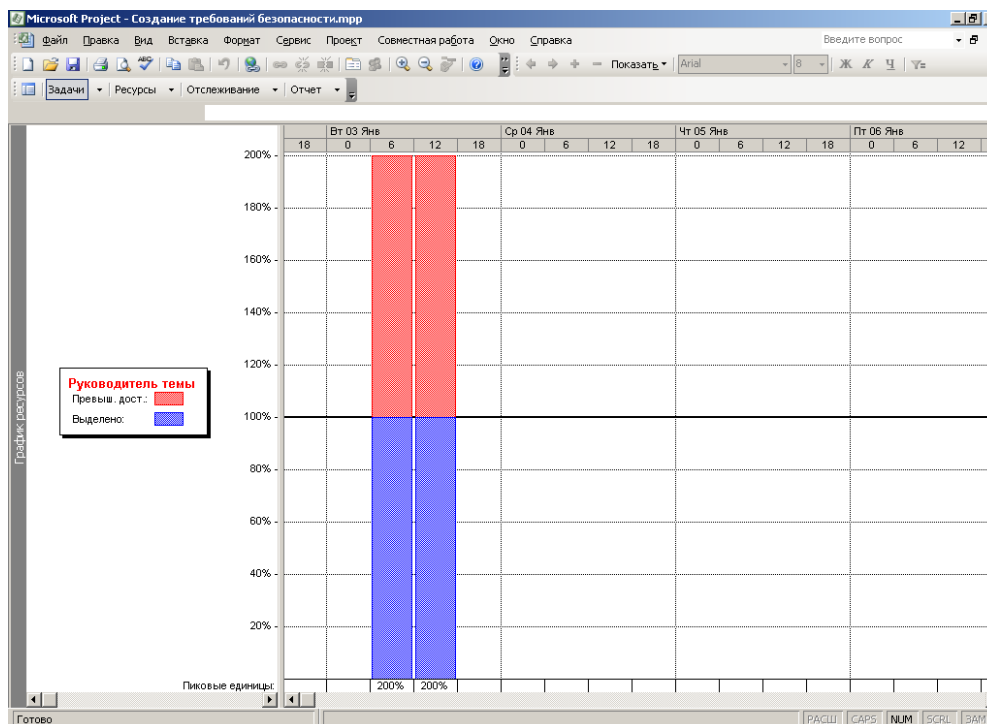 Microsoft Project - Создание требований безопасности.mpp
Файл Правка Вид Вставка Формат Сервис Проект Совместная работа Окно Справка Введите вопрос
Показать Arial 8 Ж К Ч
Задачи Ресурсы Отслеживание Отчет
Вт 03 Янв Ср 04 Янв Чт 05 Янв Пт 06 Янв
18 0 6 12 18 0 6 12 18 0 6 12 18 0 6 12
200%
180%
160%
140%
120%
100%
80%
60%
40%
20%
График ресурсов
Руководитель темы
Превыш. дост.:
Выделено:
Пиковые единицы: 200% 200%
Готово РАСШ CAPS NUM SCRL ЗАМ